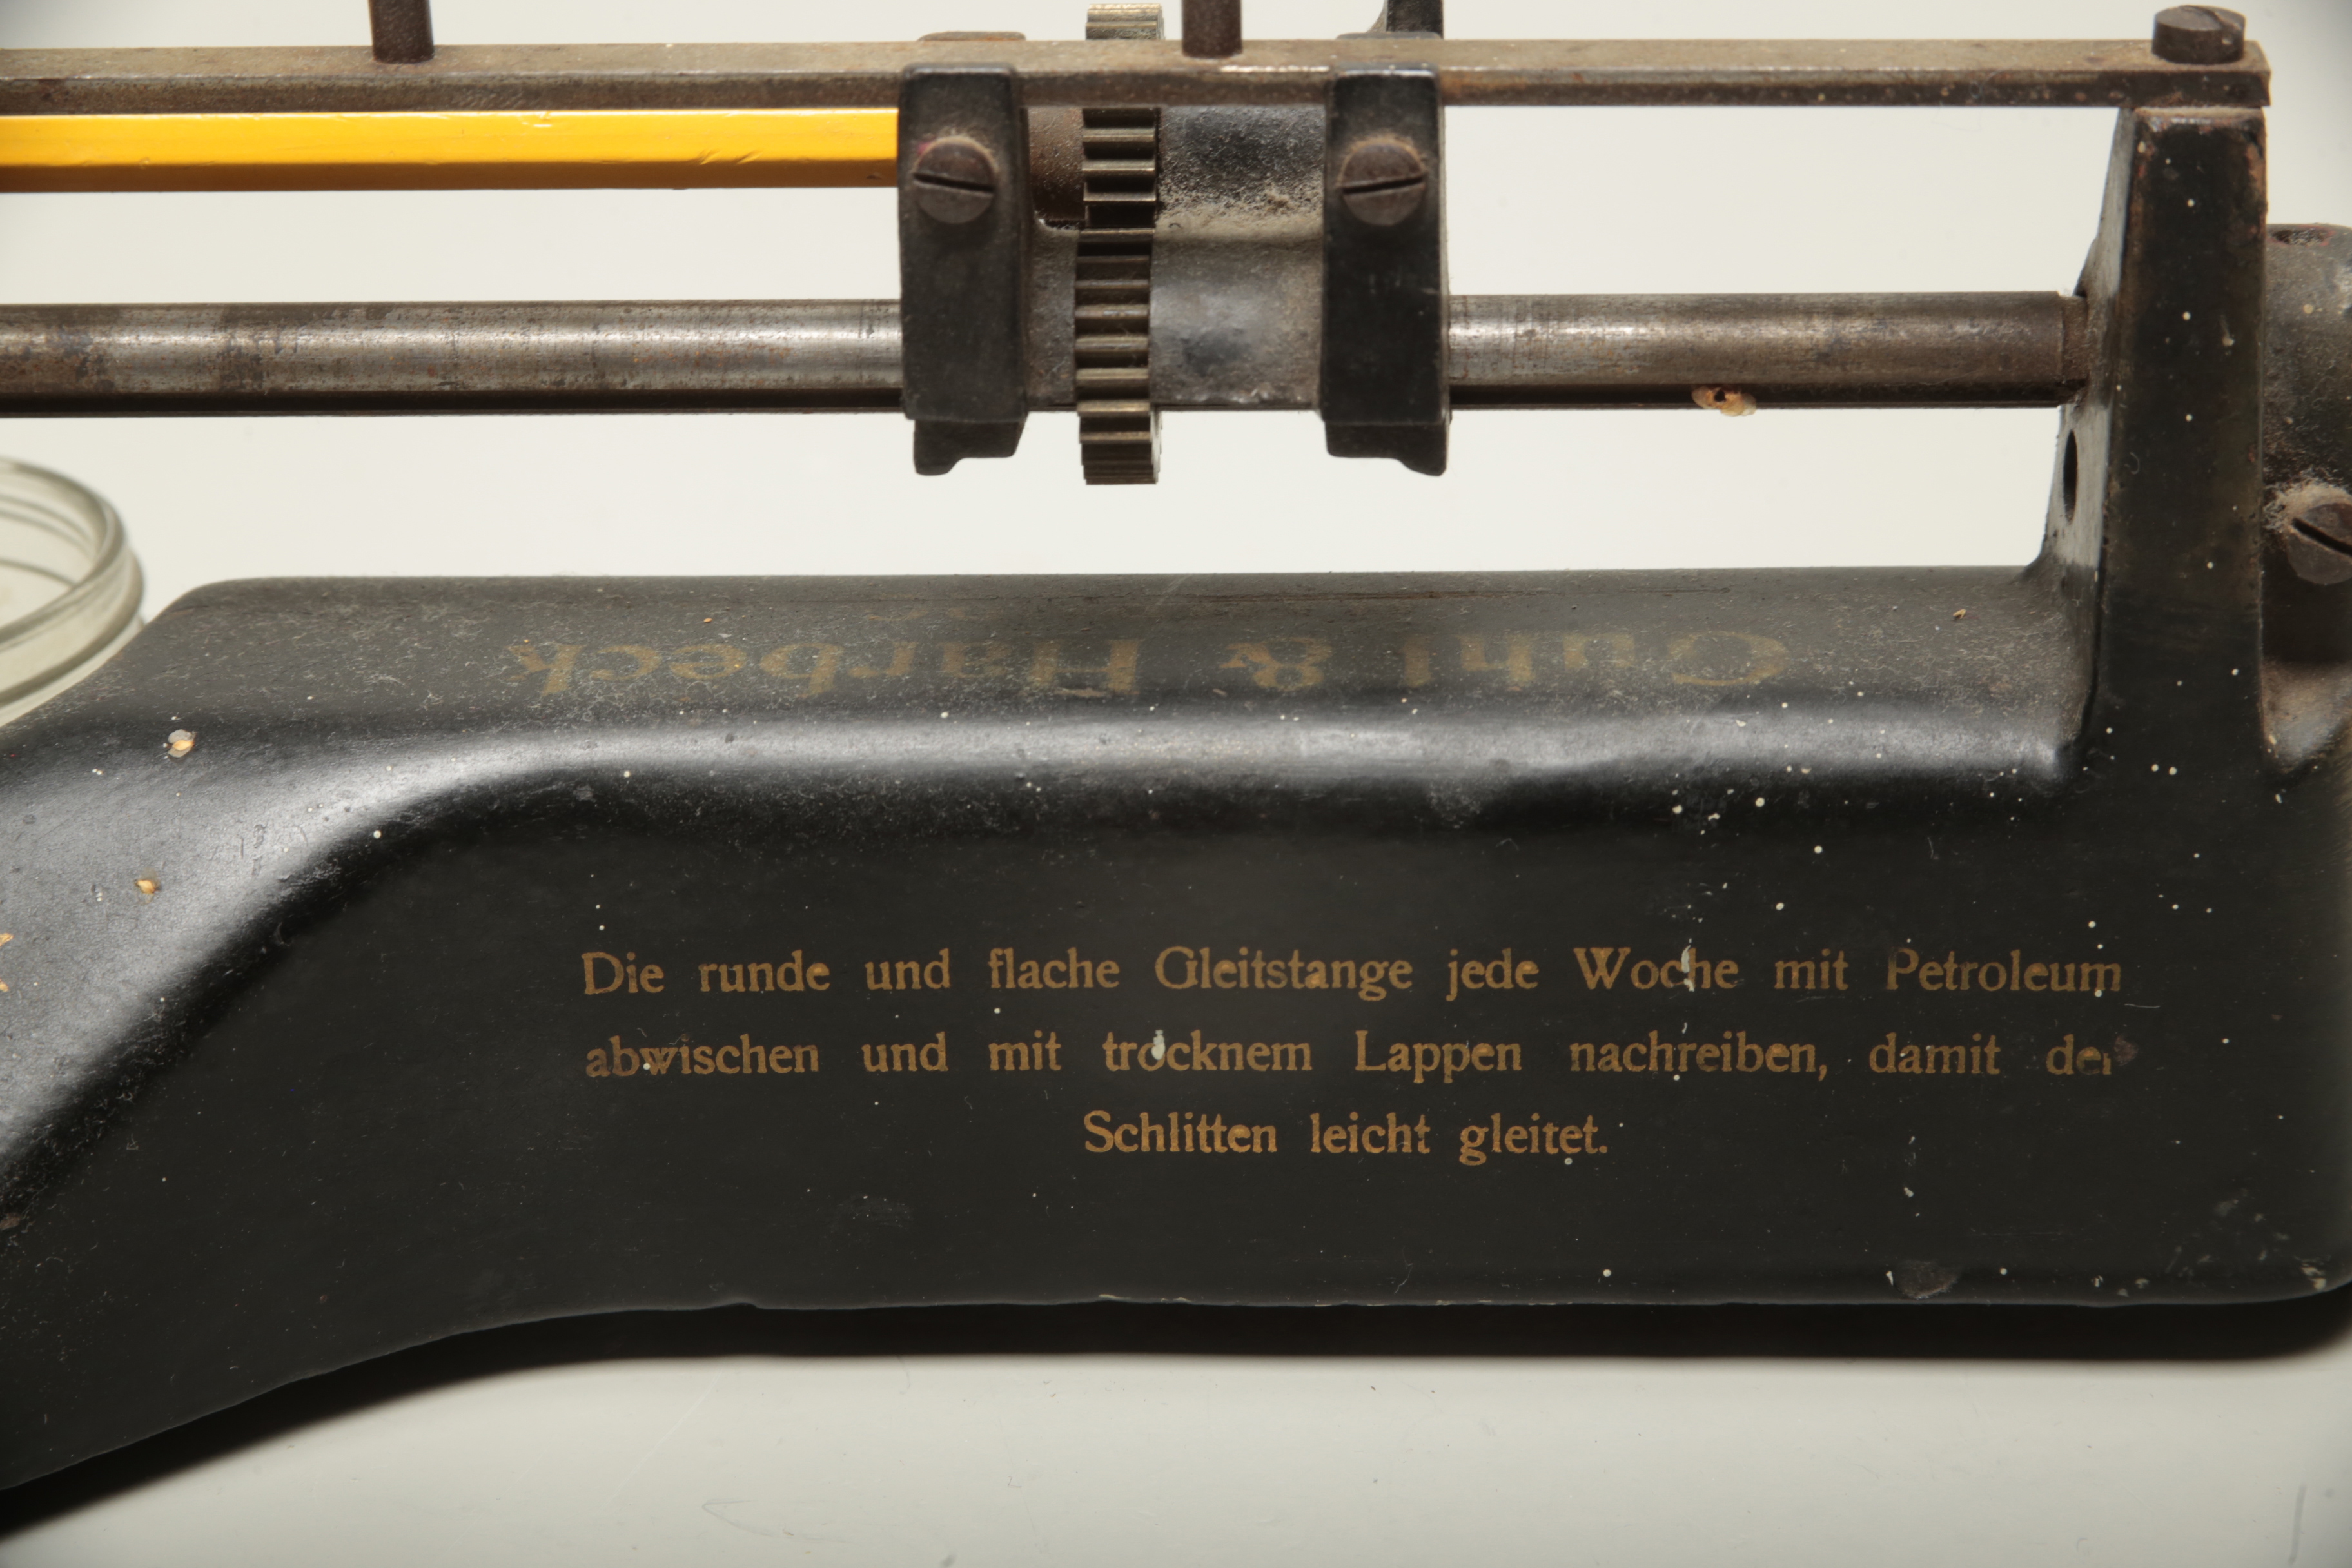 Guhl & Harbeck
Die runde und flache Gleitstange jede Woche mit Petroleum
abwischen und mit trocknem Lappen nachreiben, damit der
Schlitten leicht gleitet.